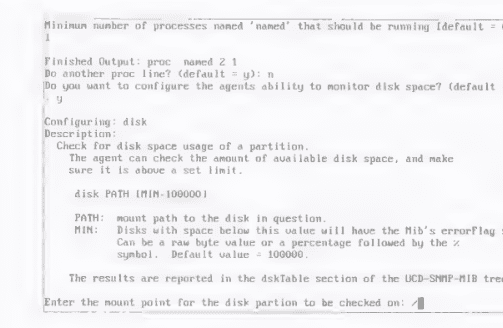 Minimum number of processes named 'named' that should be running [default =
1
Finished Output: proc  named 2 1
Do another proc line? (default = y): n
Do you want to configure the agents ability to monitor disk space? (default
y
Configuring: disk
Description:
Check for disk space usage of a partition.
The agent can check the amount of available disk space, and make
sure it is above a set limit.
disk PATH [MIN=100000]
PATH:  mount path to the disk in question.
MIN:   Disks with space below this value will have the Mib's errorFlag
Can be a raw byte value or a percentage followed by the %
symbol.  Default value = 100000.
The results are reported in the dskTable section of the UCD-SNMP-MIB tree
Enter the mount point for the disk partion to be checked on: /